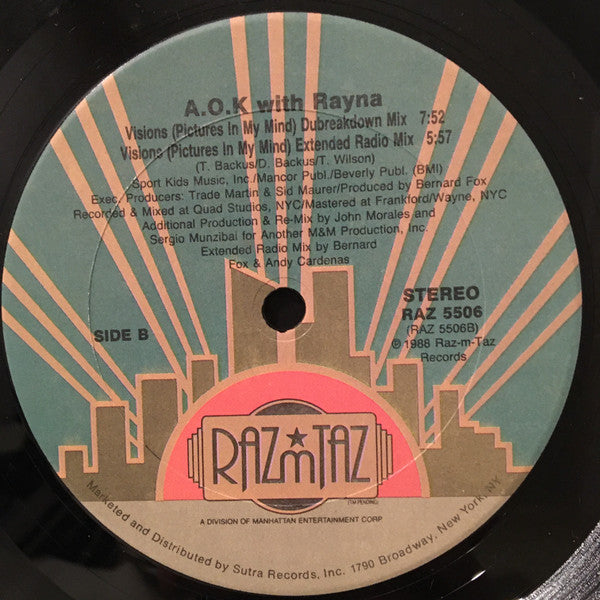 A.O.K with Rayna
Visions (Pictures In My Mind) Dubreakdown Mix 7:52
Visions (Pictures In My Mind) Extended Radio Mix 5:57
(T. Backus/D. Backus/T. Wilson)
Sport Kids Music, Inc./Mancor Publ./Beverly Publ. (BMI)
Exec. Producers: Trade Martin & Sid Maurer/Produced by Bernard Fox
Recorded & Mixed at Quad Studios, NYC/Mastered at Frankford/Wayne, NYC
Additional Production & Re-Mix by John Morales and
Sergio Munzibai for Another M&M Production, Inc.
Extended Radio Mix by Bernard
Fox & Andy Cardenas
SIDE B
STEREO
RAZ 5506
(RAZ 5506B)
℗ 1988 Raz-m-Taz
Records
RAZ m TAZ
(TM PENDING)
A DIVISION OF MANHATTAN ENTERTAINMENT CORP
Marketed and Distributed by Sutra Records, Inc. 1790 Broadway, New York, NY